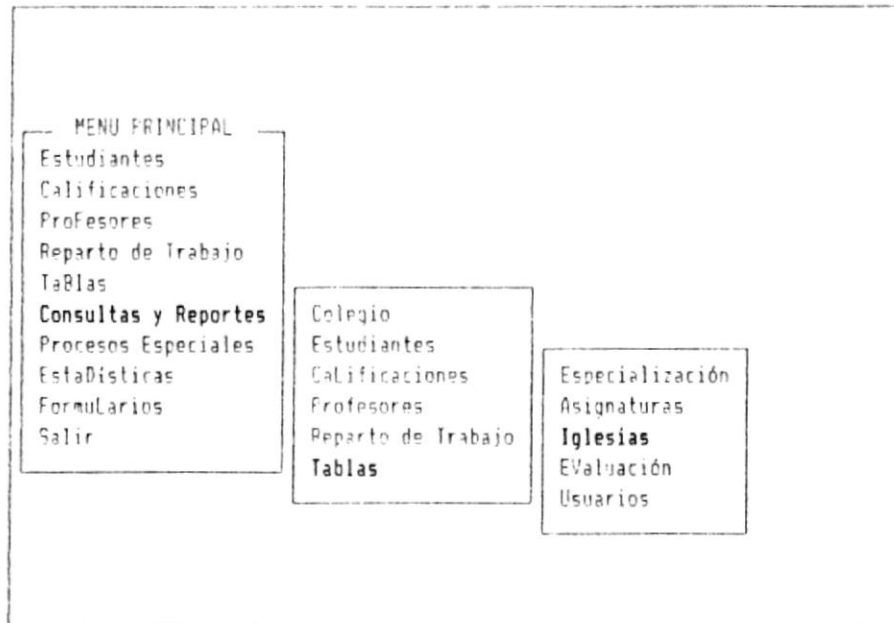 MENU PRINCIPAL
Estudiantes
Calificaciones
ProFesores
Reparto de Trabajo
TaBlas
Consultas y Reportes
Procesos Especiales
EstaDísticas
FormuLarios
Salir
Colegio
Estudiantes
CaLificaciones
Profesores
Reparto de Trabajo
Tablas
Especialización
Asignaturas
Iglesias
EValuación
Usuarios